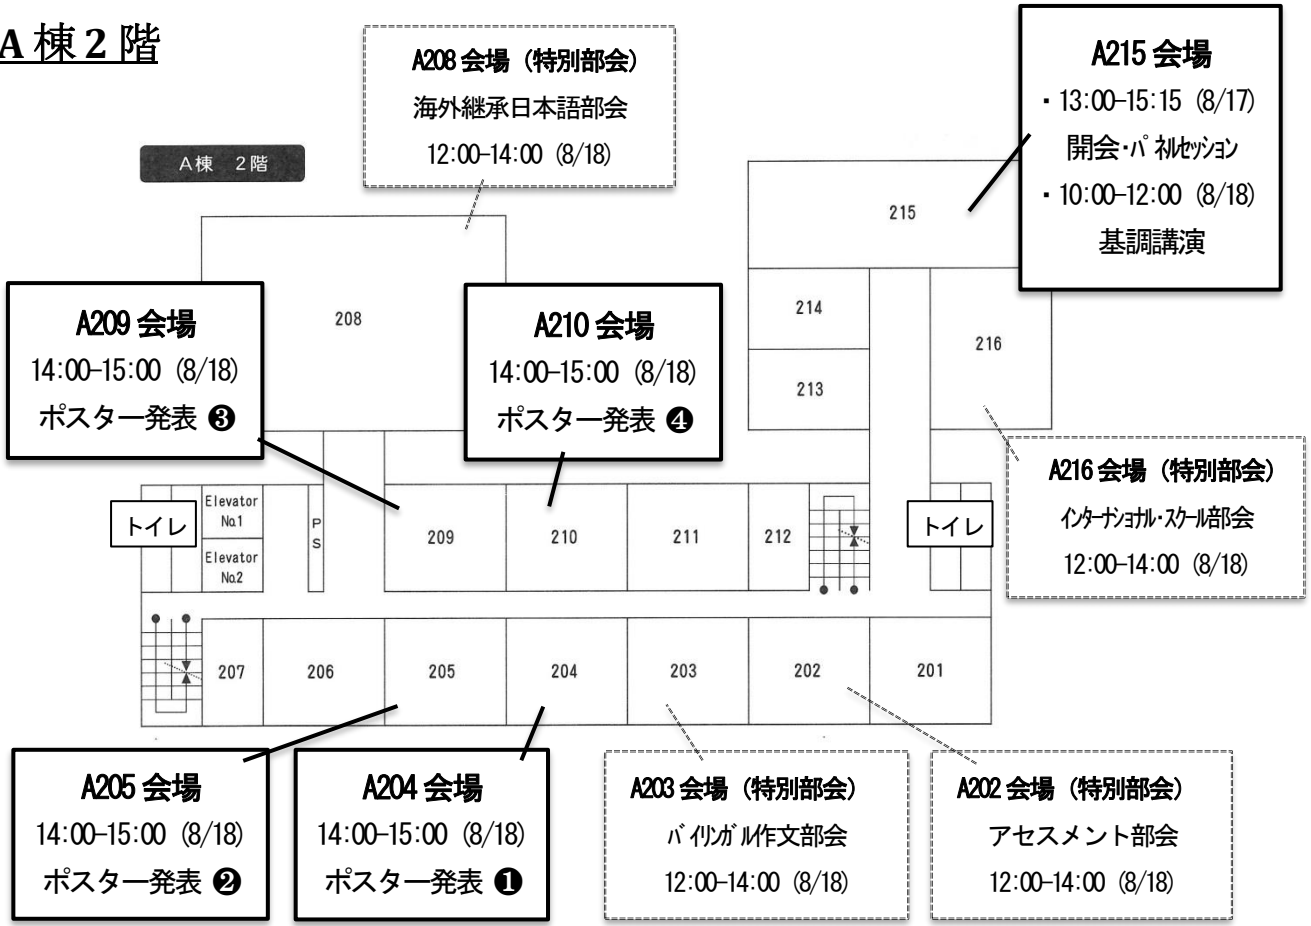 A棟2階
A208会場（特別部会）
海外継承日本語部会
12:00-14:00 (8/18)
A215会場
・13:00-15:15 (8/17)
開会・パネルセッション
・10:00-12:00 (8/18)
基調講演
A棟 2階
215
208
214
216
213
A209会場
14:00-15:00 (8/18)
ポスター発表 ❸
A210会場
14:00-15:00 (8/18)
ポスター発表 ❹
A216会場（特別部会）
インターナショナル・スクール部会
12:00-14:00 (8/18)
トイレ
Elevator
No.1
Elevator
No.2
PS
209
210
211
212
トイレ
207
206
205
204
203
202
201
A205会場
14:00-15:00 (8/18)
ポスター発表 ❷
A204会場
14:00-15:00 (8/18)
ポスター発表 ❶
A203会場（特別部会）
バイリンガル作文部会
12:00-14:00 (8/18)
A202会場（特別部会）
アセスメント部会
12:00-14:00 (8/18)